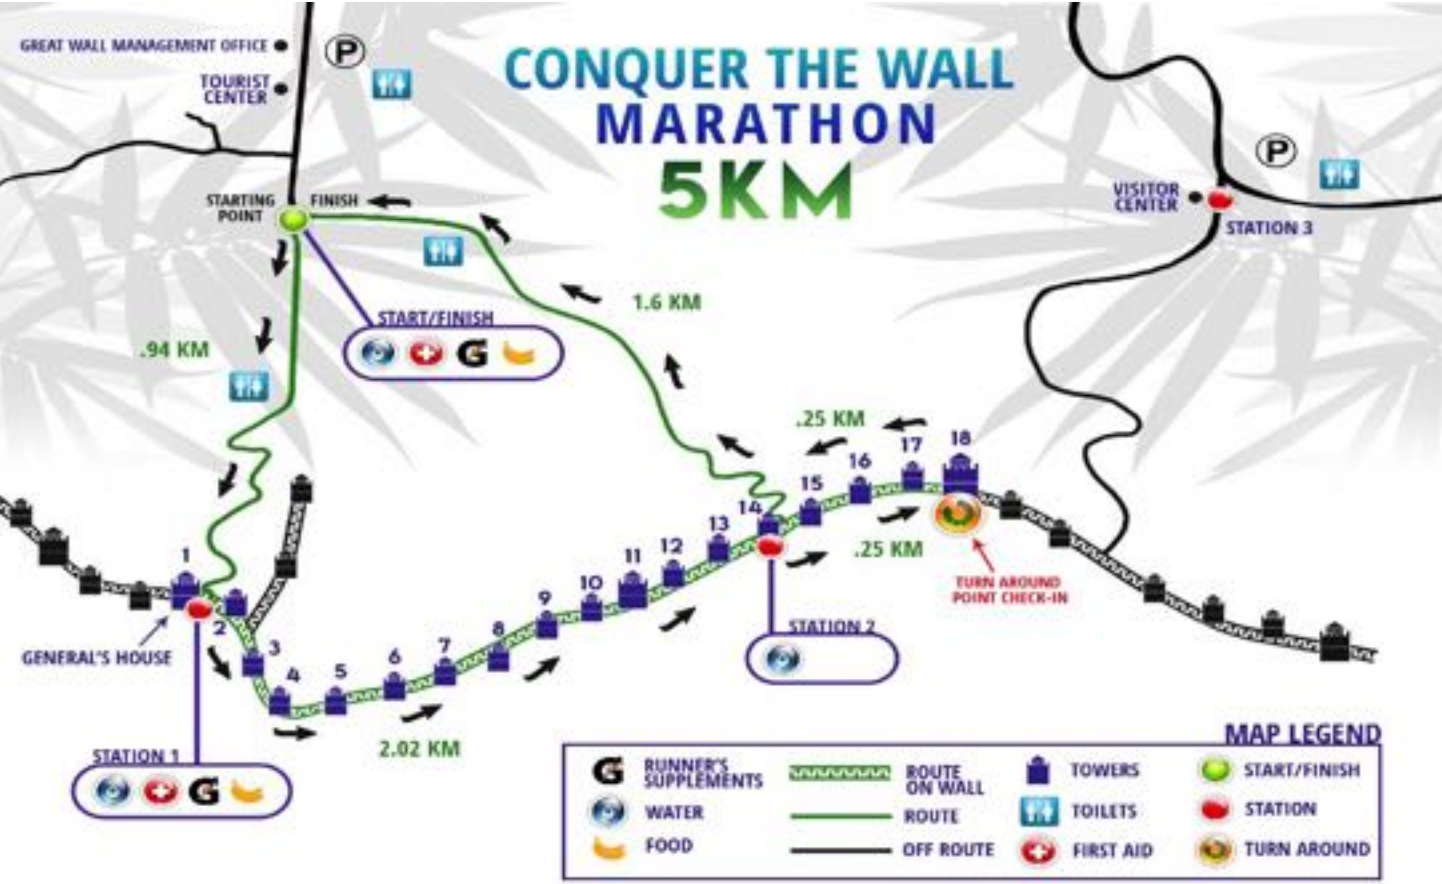 CONQUER THE WALL
MARATHON
5KM
GREAT WALL MANAGEMENT OFFICE
P
TOURIST
CENTER
STARTING
POINT
FINISH
START/FINISH
G
.94 KM
1.6 KM
P
VISITOR
CENTER
STATION 3
.25 KM
18
17
16
15
14
13
12
11
10
9
8
7
6
5
4
3
2
1
.25 KM
TURN AROUND
POINT CHECK-IN
GENERAL'S HOUSE
STATION 2
2.02 KM
STATION 1
G
MAP LEGEND
G
RUNNER'S
SUPPLEMENTS
WATER
FOOD
ROUTE
ON WALL
ROUTE
OFF ROUTE
TOWERS
TOILETS
FIRST AID
START/FINISH
STATION
TURN AROUND